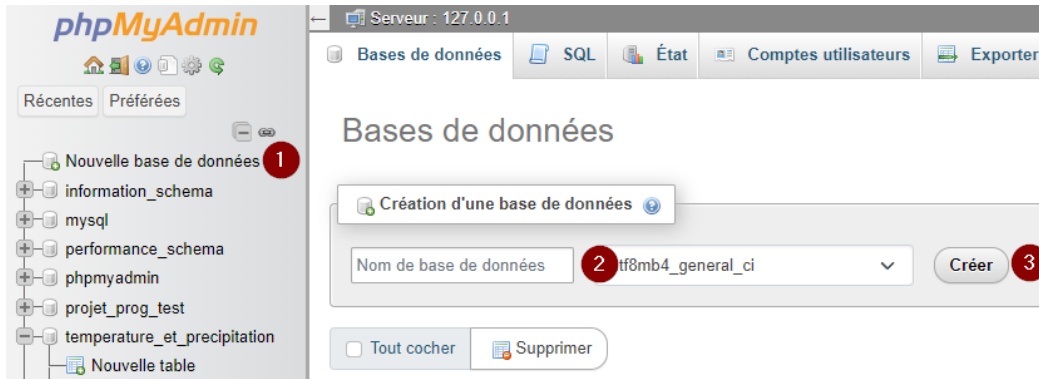 phpMyAdmin
Récentes Préférées
Nouvelle base de données 1
information_schema
mysql
performance_schema
phpmyadmin
projet_prog_test
temperature_et_precipitation
Nouvelle table
Serveur : 127.0.0.1
Bases de données SQL État Comptes utilisateurs Exporter
Bases de données
Création d'une base de données
Nom de base de données 2 tf8mb4_general_ci Créer 3
Tout cocher Supprimer